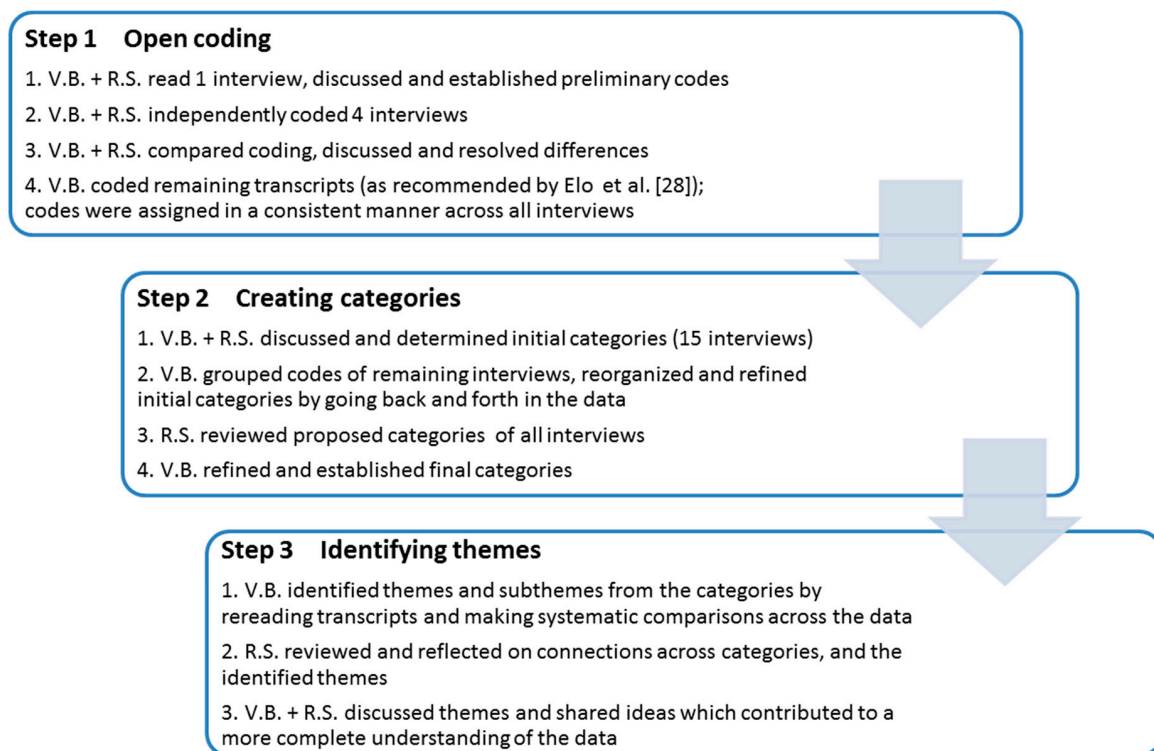 Step 1 Open coding
1. V.B. + R.S. read 1 interview, discussed and established preliminary codes
2. V.B. + R.S. independently coded 4 interviews
3. V.B. + R.S. compared coding, discussed and resolved differences
4. V.B. coded remaining transcripts (as recommended by Elo et al. [28]);
codes were assigned in a consistent manner across all interviews
Step 2 Creating categories
1. V.B. + R.S. discussed and determined initial categories (15 interviews)
2. V.B. grouped codes of remaining interviews, reorganized and refined
initial categories by going back and forth in the data
3. R.S. reviewed proposed categories of all interviews
4. V.B. refined and established final categories
Step 3 Identifying themes
1. V.B. identified themes and subthemes from the categories by
rereading transcripts and making systematic comparisons across the data
2. R.S. reviewed and reflected on connections across categories, and the
identified themes
3. V.B. + R.S. discussed themes and shared ideas which contributed to a
more complete understanding of the data